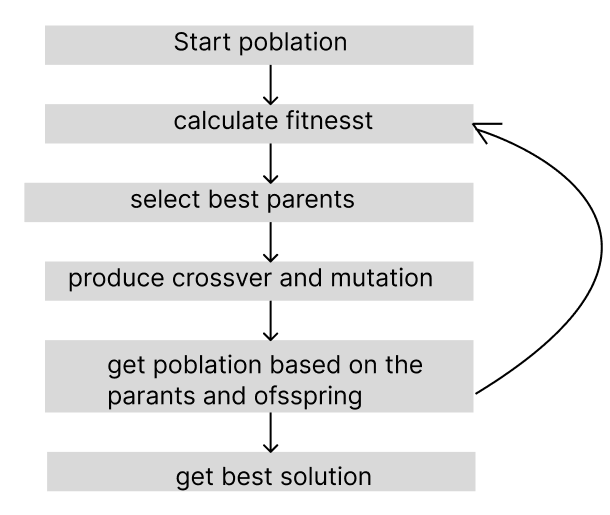 Start poblation
calculate fitnesst
select best parents
produce crossver and mutation
get poblation based on the
parants and ofsspring
get best solution